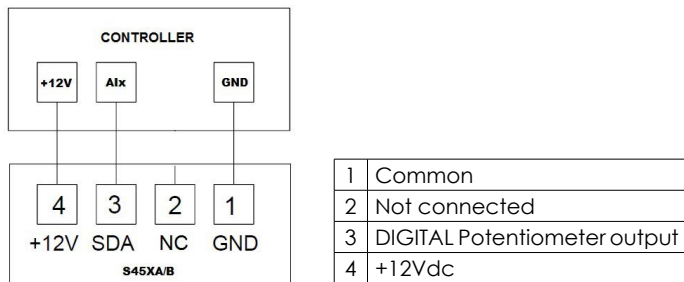 CONTROLLER
+12V AIx GND
4 3 2 1
+12V SDA NC GND
S45XA/B
1 Common
2 Not connected
3 DIGITAL Potentiometer output
4 +12Vdc